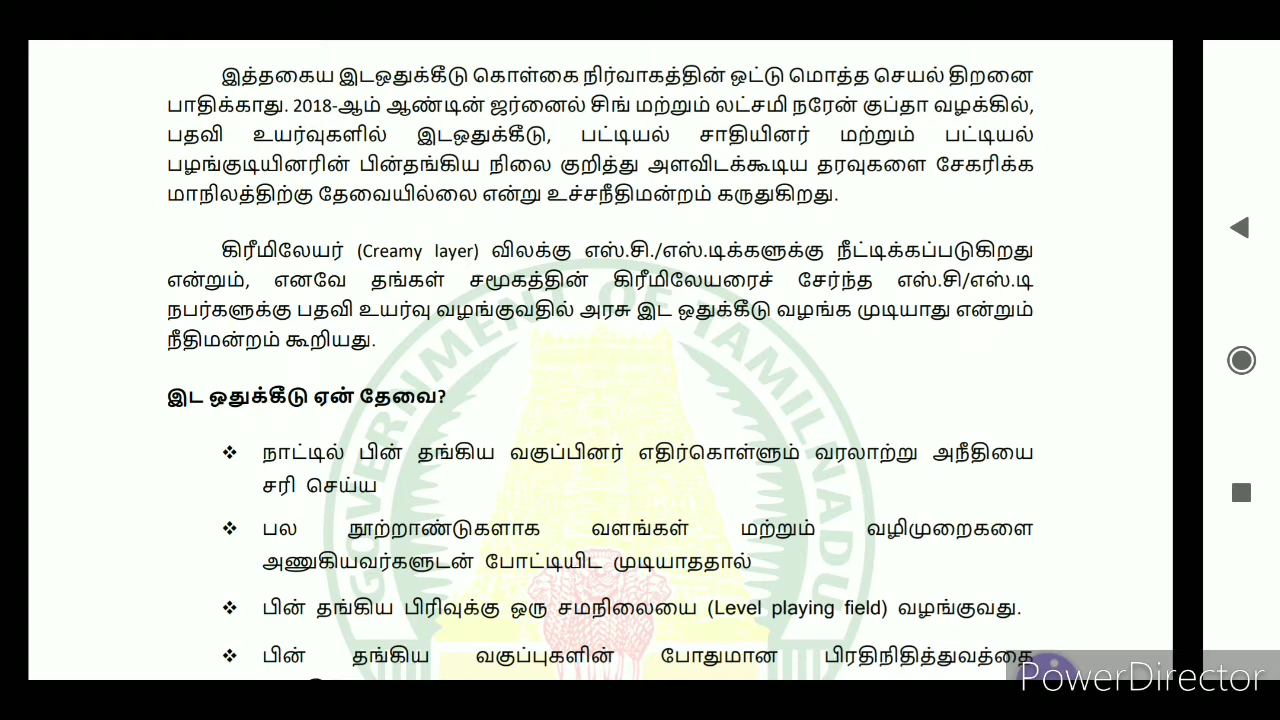 இத்தகைய இடஒதுக்கீடு கொள்கை நிர்வாகத்தின் ஒட்டு மொத்த செயல் திறனை
பாதிக்காது. 2018-ஆம் ஆண்டின் ஜர்னைல் சிங் மற்றும் லட்சமி நரேன் குப்தா வழக்கில்,
பதவி உயர்வுகளில் இடஒதுக்கீடு, பட்டியல் சாதியினர் மற்றும் பட்டியல்
பழங்குடியினரின் பின்தங்கிய நிலை குறித்து அளவிடக்கூடிய தரவுகளை சேகரிக்க
மாநிலத்திற்கு தேவையில்லை என்று உச்சநீதிமன்றம் கருதுகிறது.
கிரீமிலேயர் (Creamy layer) விலக்கு எஸ்.சி./எஸ்.டிக்களுக்கு நீட்டிக்கப்படுகிறது
என்றும், எனவே தங்கள் சமூகத்தின் கிரீமிலேயரைச் சேர்ந்த எஸ்.சி/எஸ்.டி
நபர்களுக்கு பதவி உயர்வு வழங்குவதில் அரசு இட ஒதுக்கீடு வழங்க முடியாது என்றும்
நீதிமன்றம் கூறியது.
இட ஒதுக்கீடு ஏன் தேவை?
❖ நாட்டில் பின் தங்கிய வகுப்பினர் எதிர்கொள்ளும் வரலாற்று அநீதியை
சரி செய்ய
❖ பல நூற்றாண்டுகளாக வளங்கள் மற்றும் வழிமுறைகளை
அணுகியவர்களுடன் போட்டியிட முடியாததால்
❖ பின் தங்கிய பிரிவுக்கு ஒரு சமநிலையை (Level playing field) வழங்குவது.
❖ பின் தங்கிய வகுப்புகளின் போதுமான பிரதிநிதித்துவத்தை
GOVERNMENT OF TAMILNADU
PowerDirector